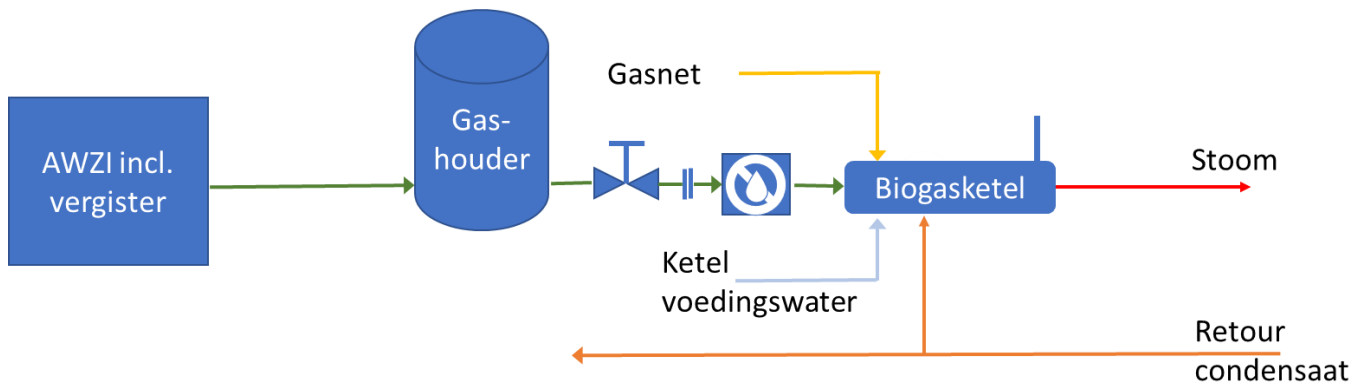 AWZI incl.
vergister
Gas-
houder
Gasnet
Biogasketel
Stoom
Ketel
voedingswater
Retour
condensaat